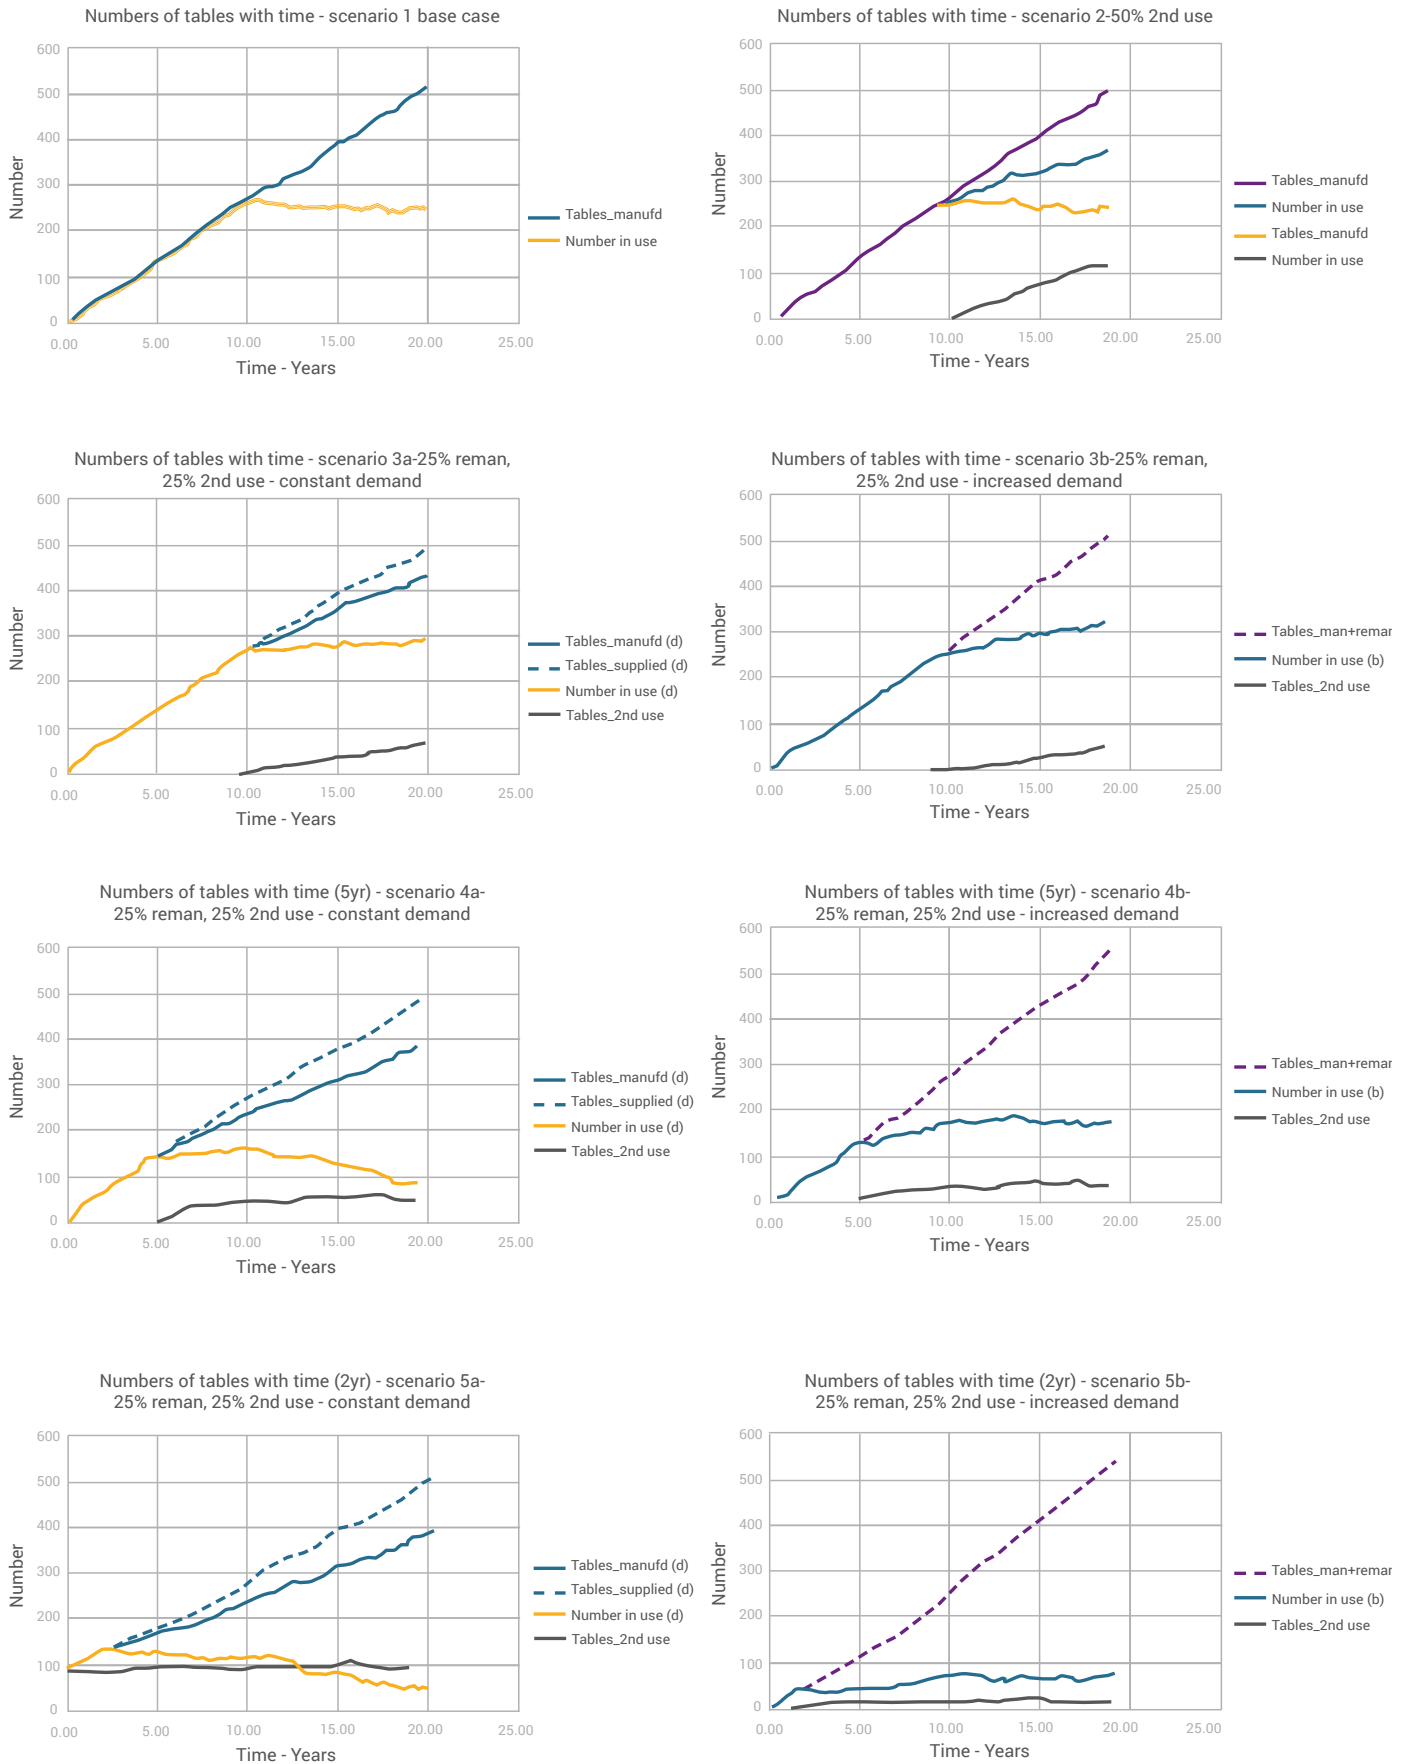 Numbers of tables with time - scenario 1 base case
600
500
400
300
200
100
0
Number
0.00 5.00 10.00 15.00 20.00 25.00
Time - Years
Tables_manufd
Number in use
Numbers of tables with time - scenario 2-50% 2nd use
600
500
400
300
200
100
0
Number
0.00 5.00 10.00 15.00 20.00 25.00
Time - Years
Tables_manufd
Number in use
Tables_manufd
Number in use
Numbers of tables with time - scenario 3a-25% reman,
25% 2nd use - constant demand
600
500
400
300
200
100
0
Number
0.00 5.00 10.00 15.00 20.00 25.00
Time - Years
Tables_manufd (d)
Tables_supplied (d)
Number in use (d)
Tables_2nd use
Numbers of tables with time - scenario 3b-25% reman,
25% 2nd use - increased demand
600
500
400
300
200
100
0
Number
0.00 5.00 10.00 15.00 20.00 25.00
Time - Years
Tables_man+remar
Number in use (b)
Tables_2nd use
Numbers of tables with time (5yr) - scenario 4a-
25% reman, 25% 2nd use - constant demand
600
500
400
300
200
100
0
Number
0.00 5.00 10.00 15.00 20.00 25.00
Time - Years
Tables_manufd (d)
Tables_supplied (d)
Number in use (d)
Tables_2nd use
Numbers of tables with time (5yr) - scenario 4b-
25% reman, 25% 2nd use - increased demand
600
500
400
300
200
100
0
Number
0.00 5.00 10.00 15.00 20.00 25.00
Time - Years
Tables_man+remar
Number in use (b)
Tables_2nd use
Numbers of tables with time (2yr) - scenario 5a-
25% reman, 25% 2nd use - constant demand
600
500
400
300
200
100
0
Number
0.00 5.00 10.00 15.00 20.00 25.00
Time - Years
Tables_manufd (d)
Tables_supplied (d)
Number in use (d)
Tables_2nd use
Numbers of tables with time (2yr) - scenario 5b-
25% reman, 25% 2nd use - increased demand
600
500
400
300
200
100
0
Number
0.00 5.00 10.00 15.00 20.00 25.00
Time - Years
Tables_man+remar
Number in use (b)
Tables_2nd use